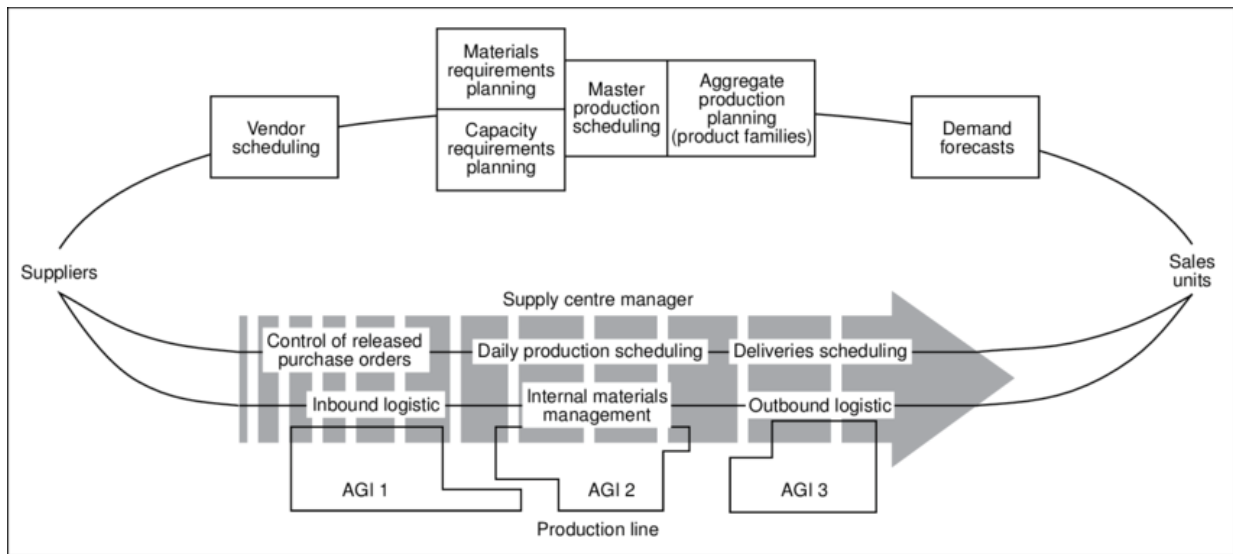 Materials
requirements
planning
Capacity
requirements
planning
Master
production
scheduling
Aggregate
production
planning
(product families)
Vendor
scheduling
Demand
forecasts
Suppliers
Sales
units
Supply centre manager
Control of released
purchase orders
Daily production scheduling
Deliveries scheduling
Inbound logistic
Internal materials
management
Outbound logistic
AGI 1
AGI 2
AGI 3
Production line